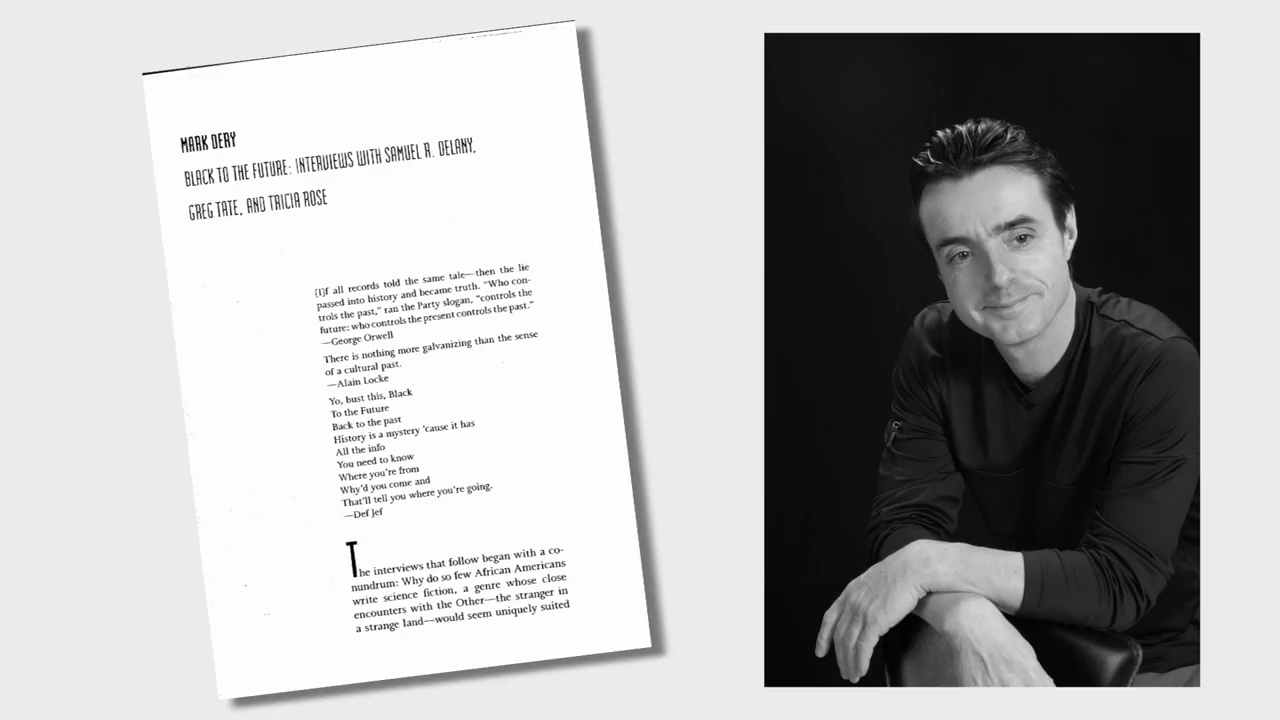 MARK DERY
BLACK TO THE FUTURE: INTERVIEWS WITH SAMUEL R. DELANY,
GREG TATE, AND TRICIA ROSE
[I]f all records told the same tale—then the lie
passed into history and became truth. "Who con-
trols the past," ran the Party slogan, "controls the
future: who controls the present controls the past."
—George Orwell
There is nothing more galvanizing than the sense
of a cultural past.
—Alain Locke
Yo, bust this, Black
To the Future
Back to the past
History is a mystery 'cause it has
All the info
You need to know
Where you're from
Why'd you come and
That'll tell you where you're going.
—Def Jef
The interviews that follow began with a co-
nundrum: Why do so few African Americans
write science fiction, a genre whose close
encounters with the Other—the stranger in
a strange land—would seem uniquely suited